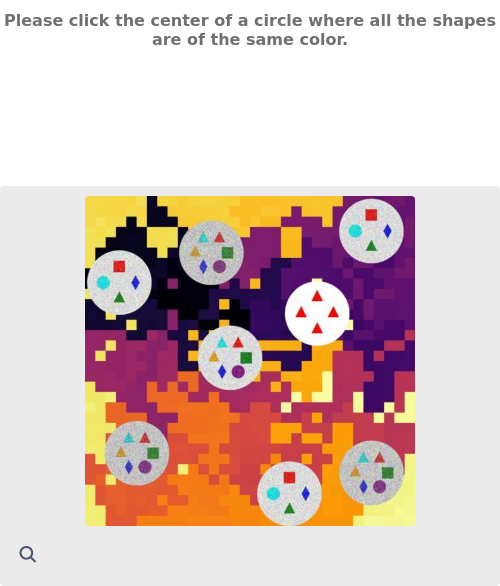 Please click the center of a circle where all the shapes
are of the same color.